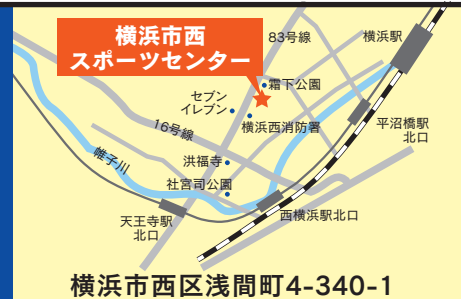 横浜市西
スポーツセンター
83号線
横浜駅
霜下公園
セブン
イレブン
横浜西消防署
平沼橋駅
北口
16号線
帷子川
洪福寺
社宮司公園
天王寺駅
北口
西横浜駅北口
横浜市西区浅間町4-340-1